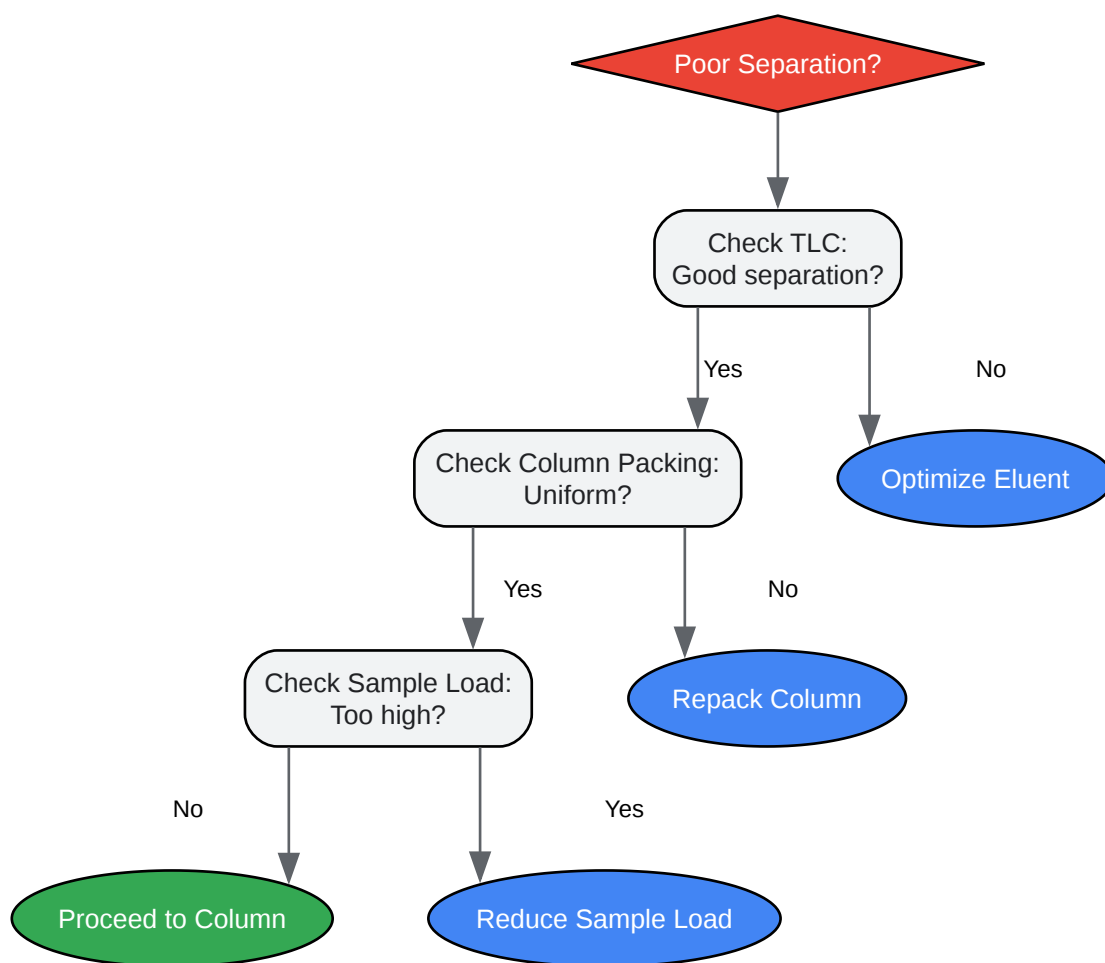 Poor Separation?
Check TLC:
Good separation?
Yes
No
Check Column Packing:
Uniform?
Optimize Eluent
Yes
No
Check Sample Load:
Too high?
Repack Column
No
Yes
Proceed to Column
Reduce Sample Load